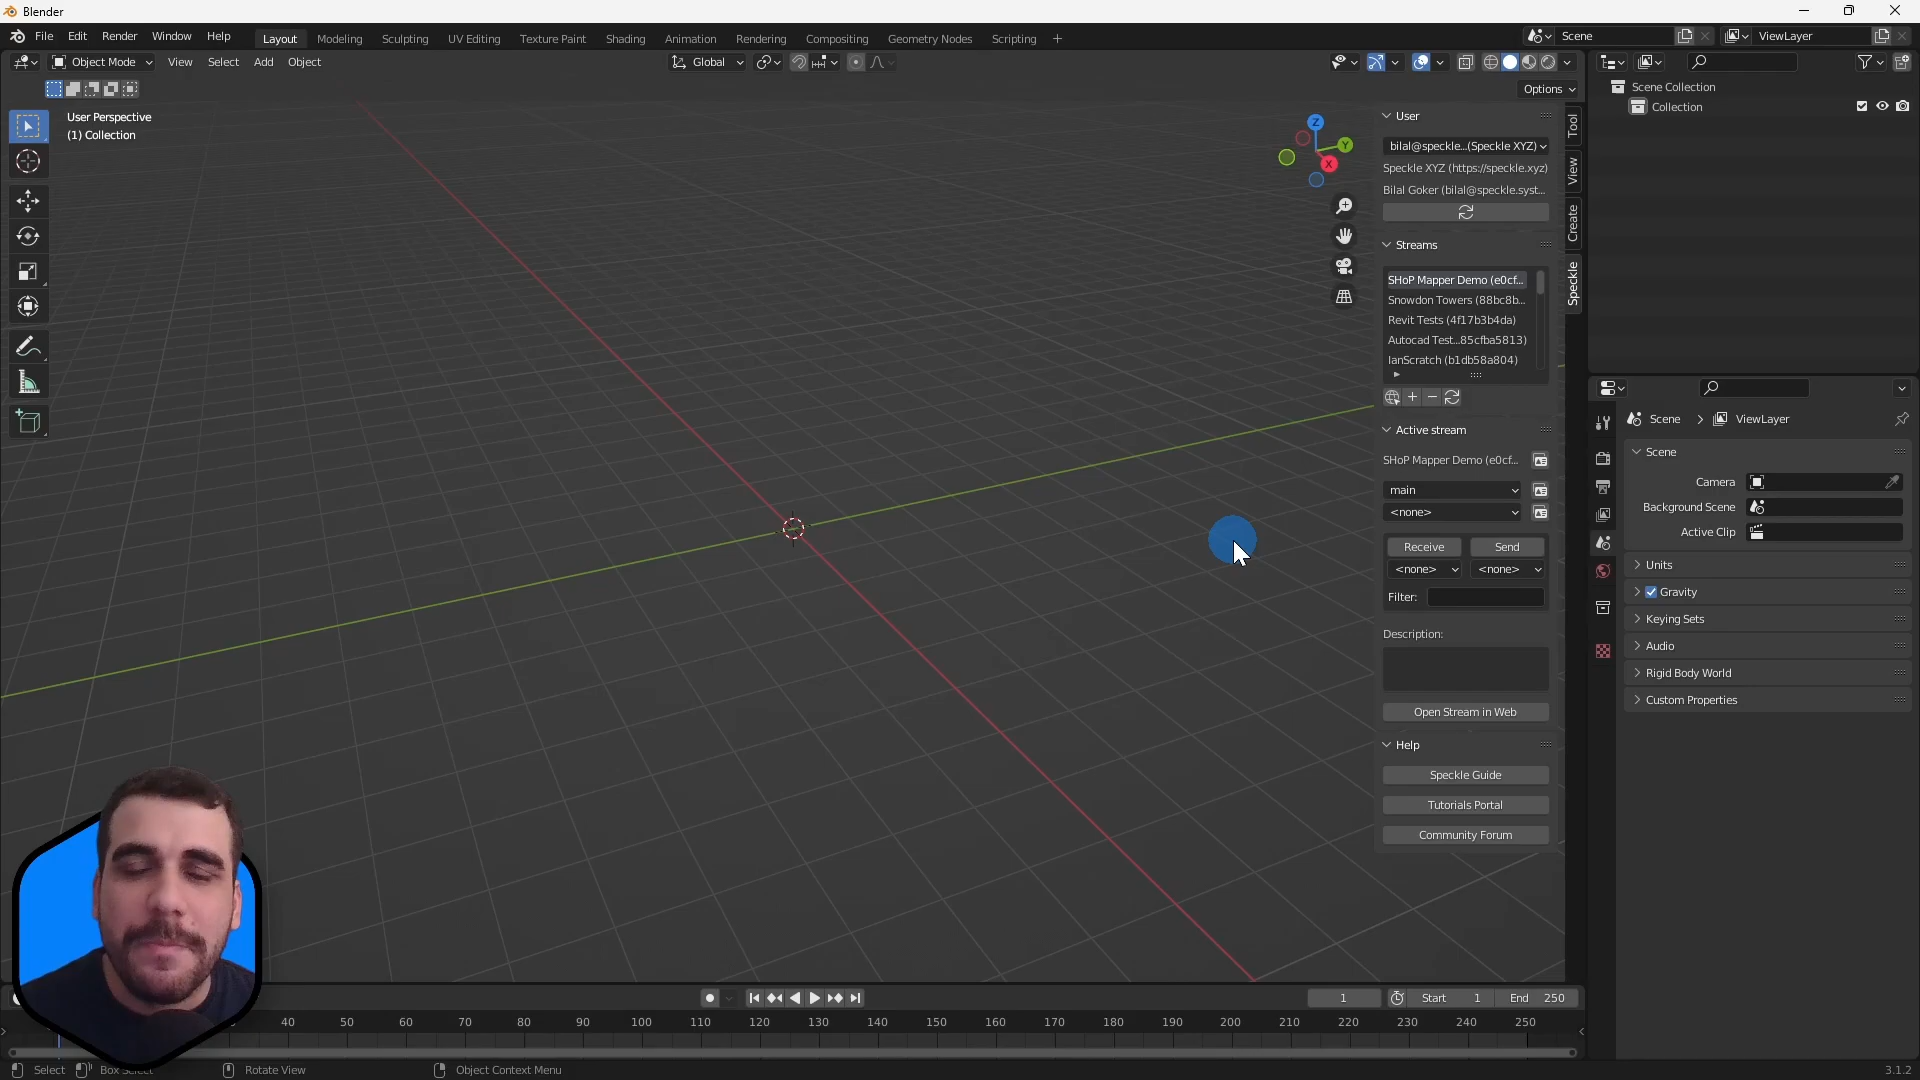 Blender
File Edit Render Window Help Layout Modeling Sculpting UV Editing Texture Paint Shading Animation Rendering Compositing Geometry Nodes Scripting + Scene ViewLayer
Object Mode View Select Add Object Global
Options
User Perspective
(1) Collection
Z
Y
X
User
bilal@speckle...(Speckle XYZ)
Speckle XYZ (https://speckle.xyz)
Bilal Goker (bilal@speckle.syst...
Streams
SHoP Mapper Demo (e0cf...
Snowdon Towers (88bc8b...
Revit Tests (4f17b3b4da)
Autocad Test...85cfba5813)
IanScratch (b1db58a804)
Active stream
SHoP Mapper Demo (e0cf...
main
<none>
Receive Send
<none> <none>
Filter:
Description:
Open Stream in Web
Help
Speckle Guide
Tutorials Portal
Community Forum
Tool
View
Create
Speckle
Scene Collection
Collection
Scene > ViewLayer
Scene
Camera
Background Scene
Active Clip
Units
Gravity
Keying Sets
Audio
Rigid Body World
Custom Properties
1 Start 1 End 250
40 50 60 70 80 90 100 110 120 130 140 150 160 170 180 190 200 210 220 230 240 250
Select Box Select Rotate View Object Context Menu 3.1.2